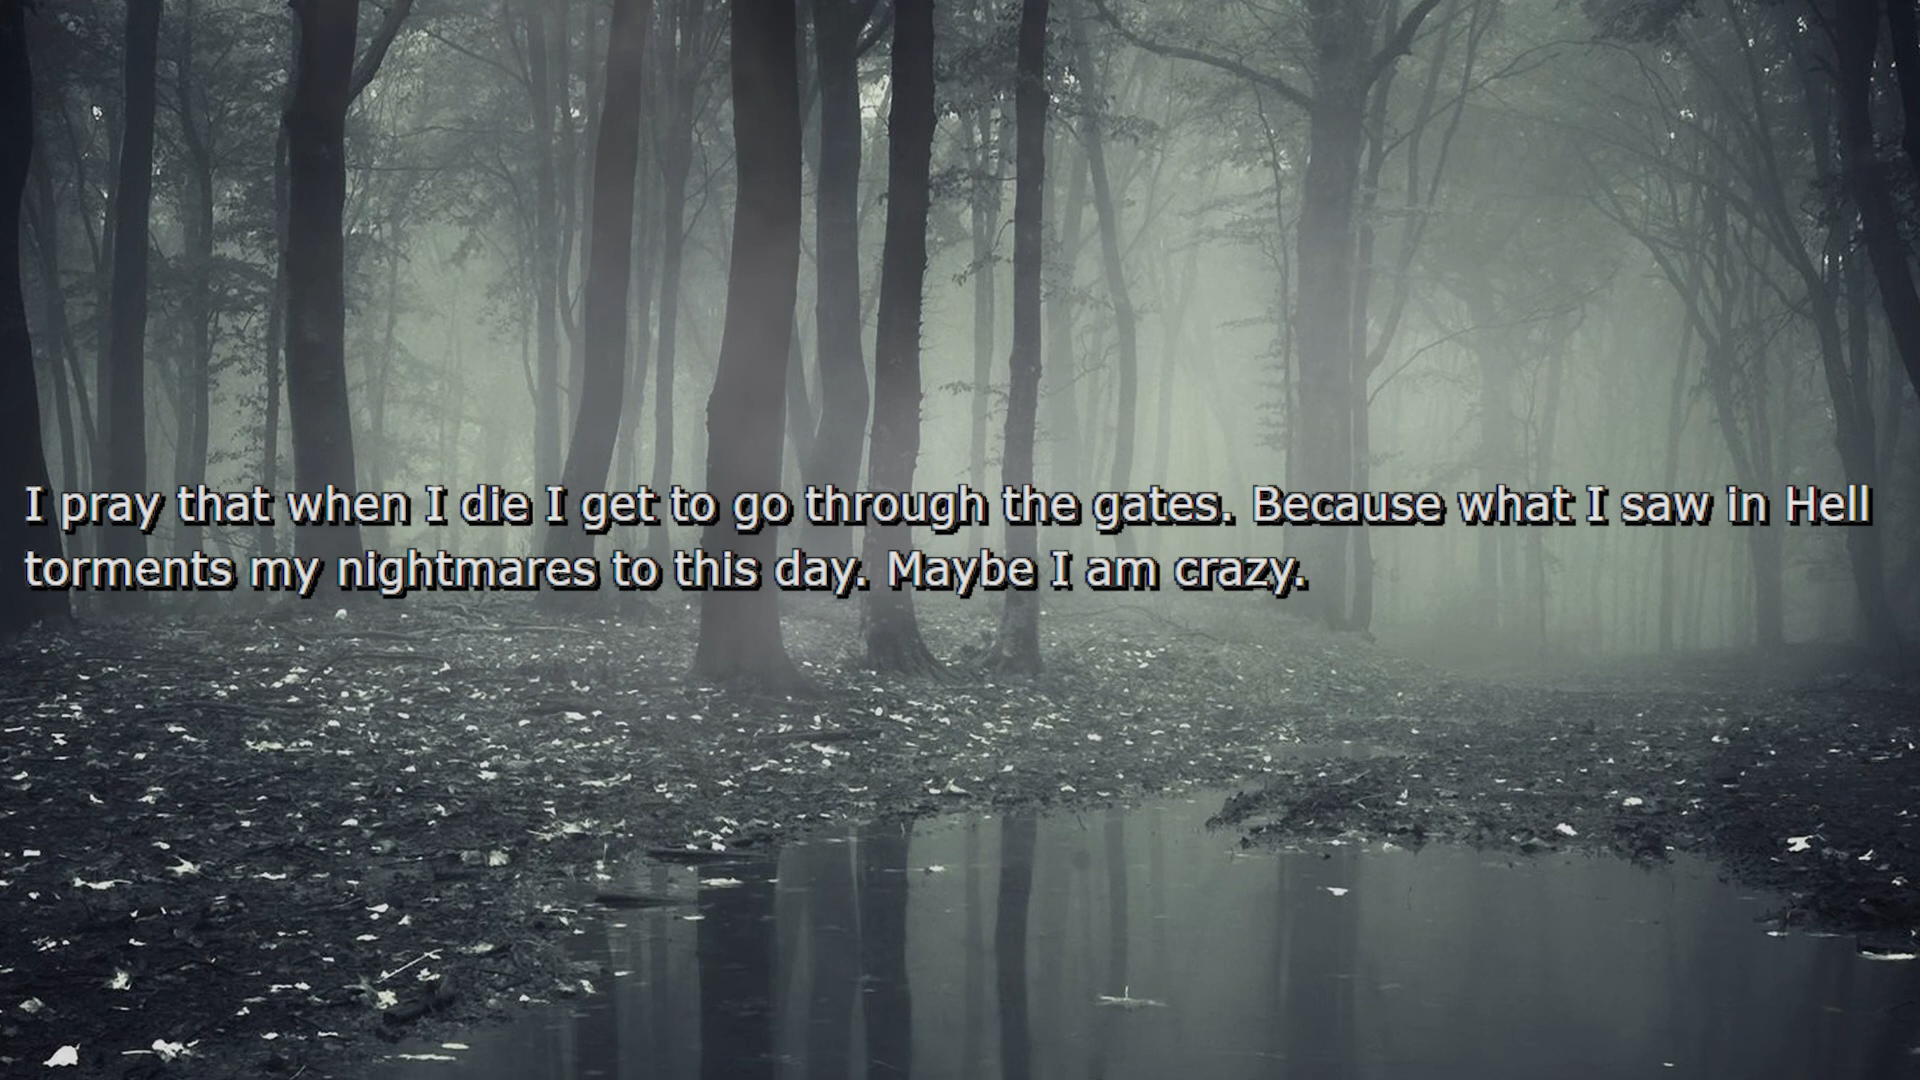 I pray that when I die I get to go through the gates. Because what I saw in Hell
torments my nightmares to this day. Maybe I am crazy.